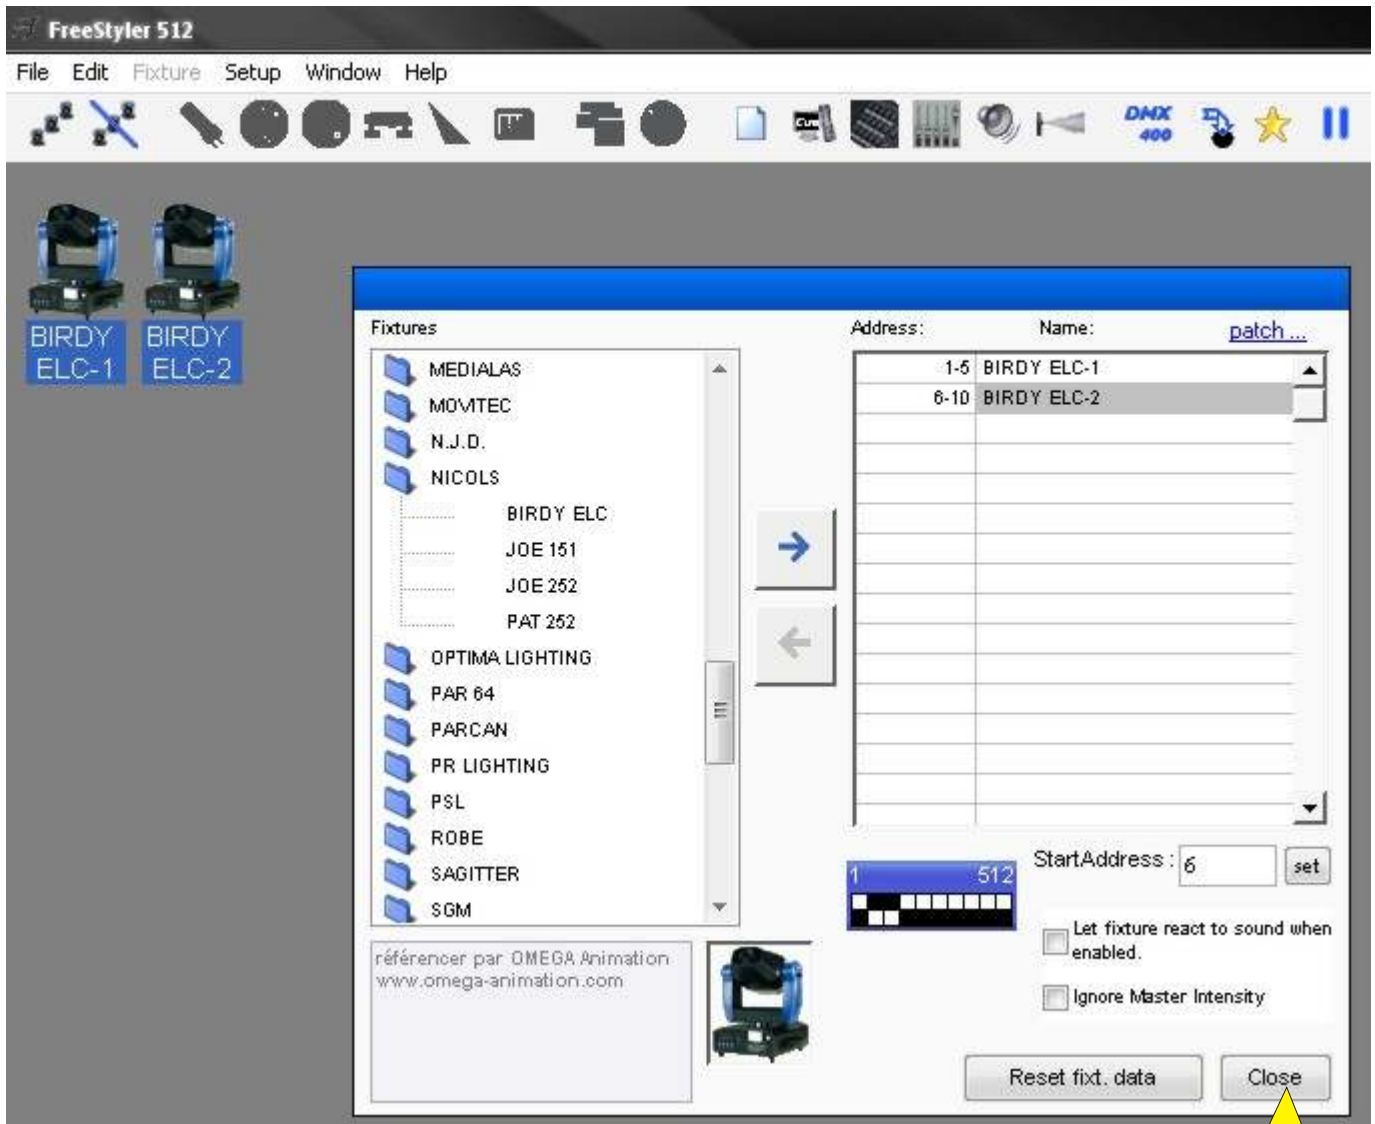 FreeStyler 512
File Edit Fixture Setup Window Help
Cue
DMX
400
BIRDY
ELC-1
BIRDY
ELC-2
Fixtures
MEDIALAS
MOVITEC
N.J.D.
NICOLS
BIRDY ELC
JOE 151
JOE 252
PAT 252
OPTIMA LIGHTING
PAR 64
PARCAN
PR LIGHTING
PSL
ROBE
SAGITTER
SGM
référencer par OMEGA Animation
www.omega-animation.com
Address: Name: patch ...
1-5 BIRDY ELC-1
6-10 BIRDY ELC-2
1 512
StartAddress : 6 set
Let fixture react to sound when
enabled.
Ignore Master Intensity
Reset fixt. data Close